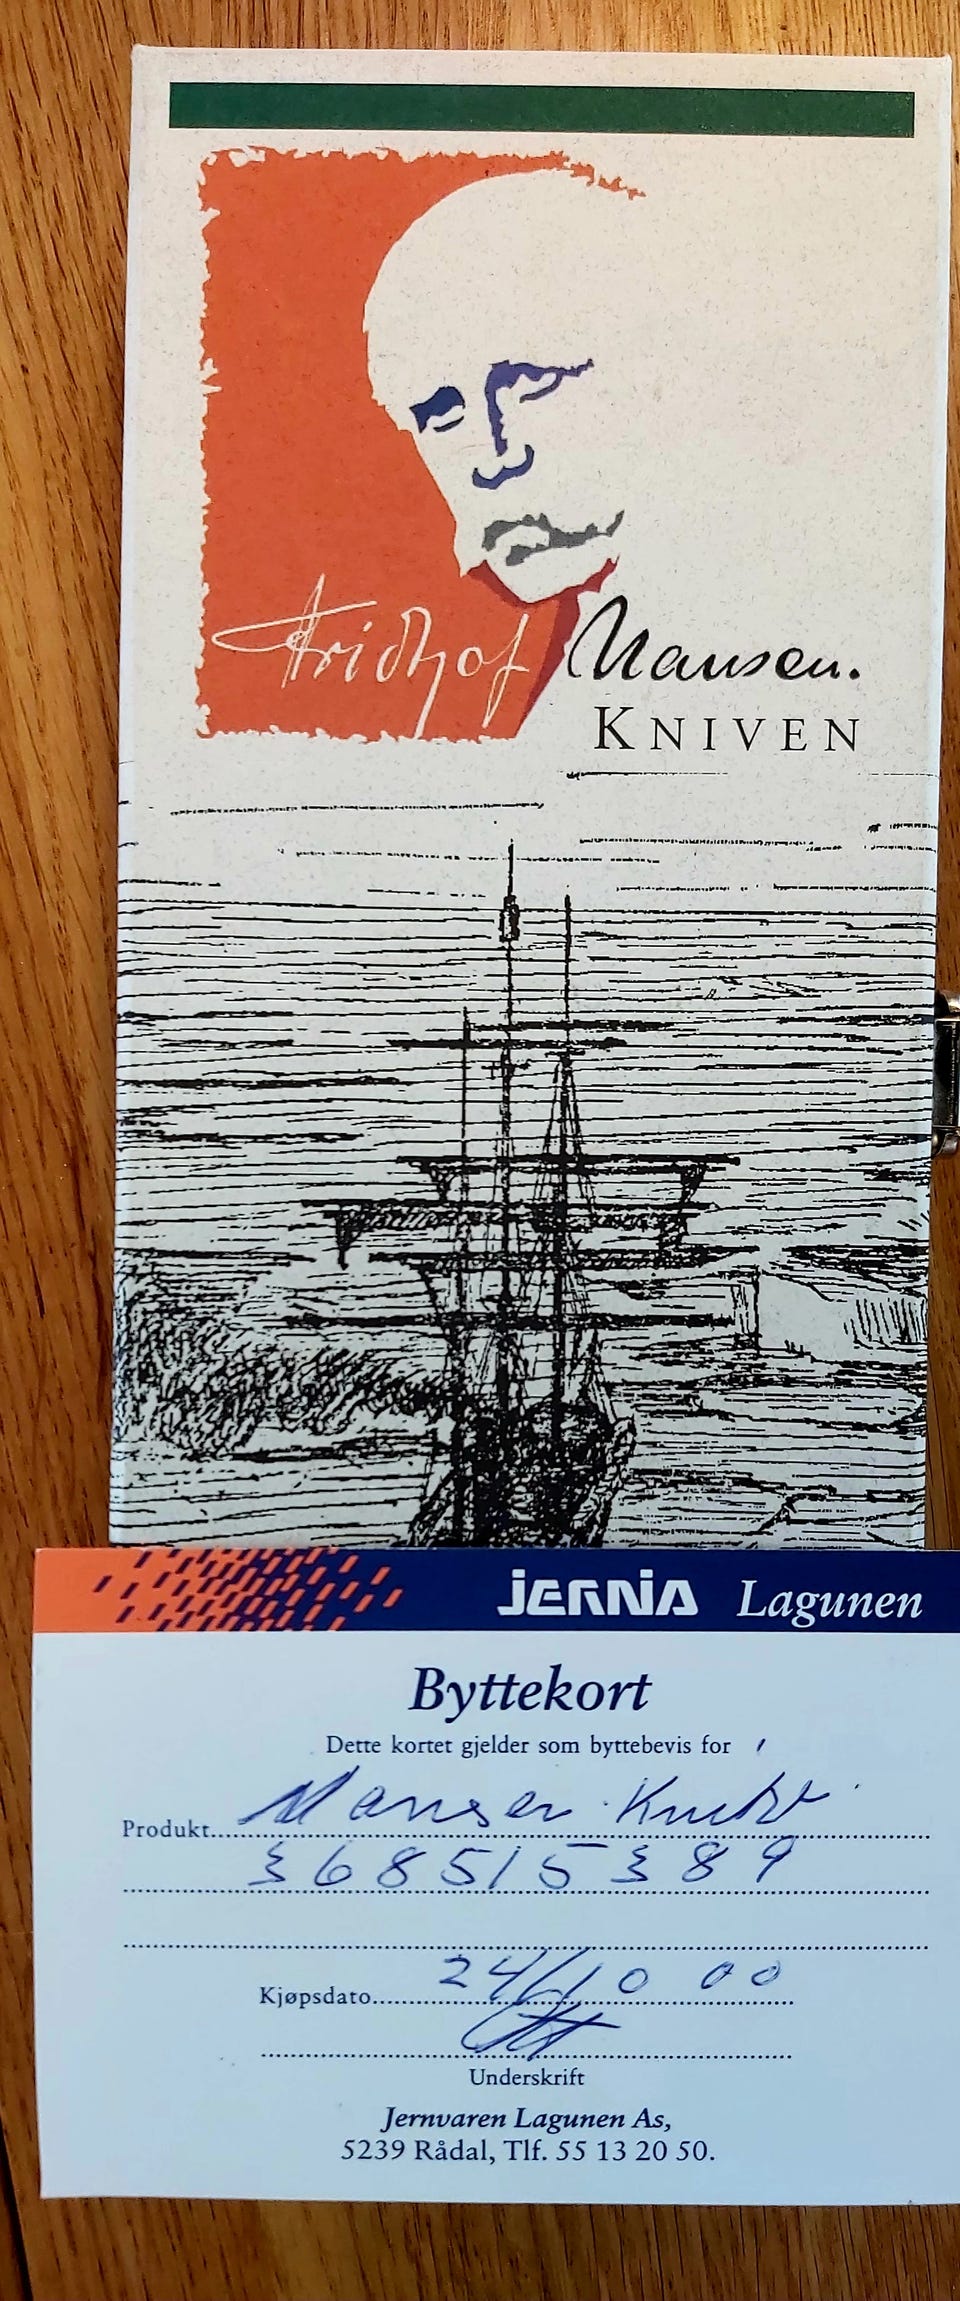 Fridtjof Nansen.
KNIVEN
JERNIA Lagunen
Byttekort
Dette kortet gjelder som byttebevis for
Produkt Nansen Kniv
368515389
Kjøpsdato 24/10 00
Underskrift
Jernvaren Lagunen As,
5239 Rådal, Tlf. 55 13 20 50.